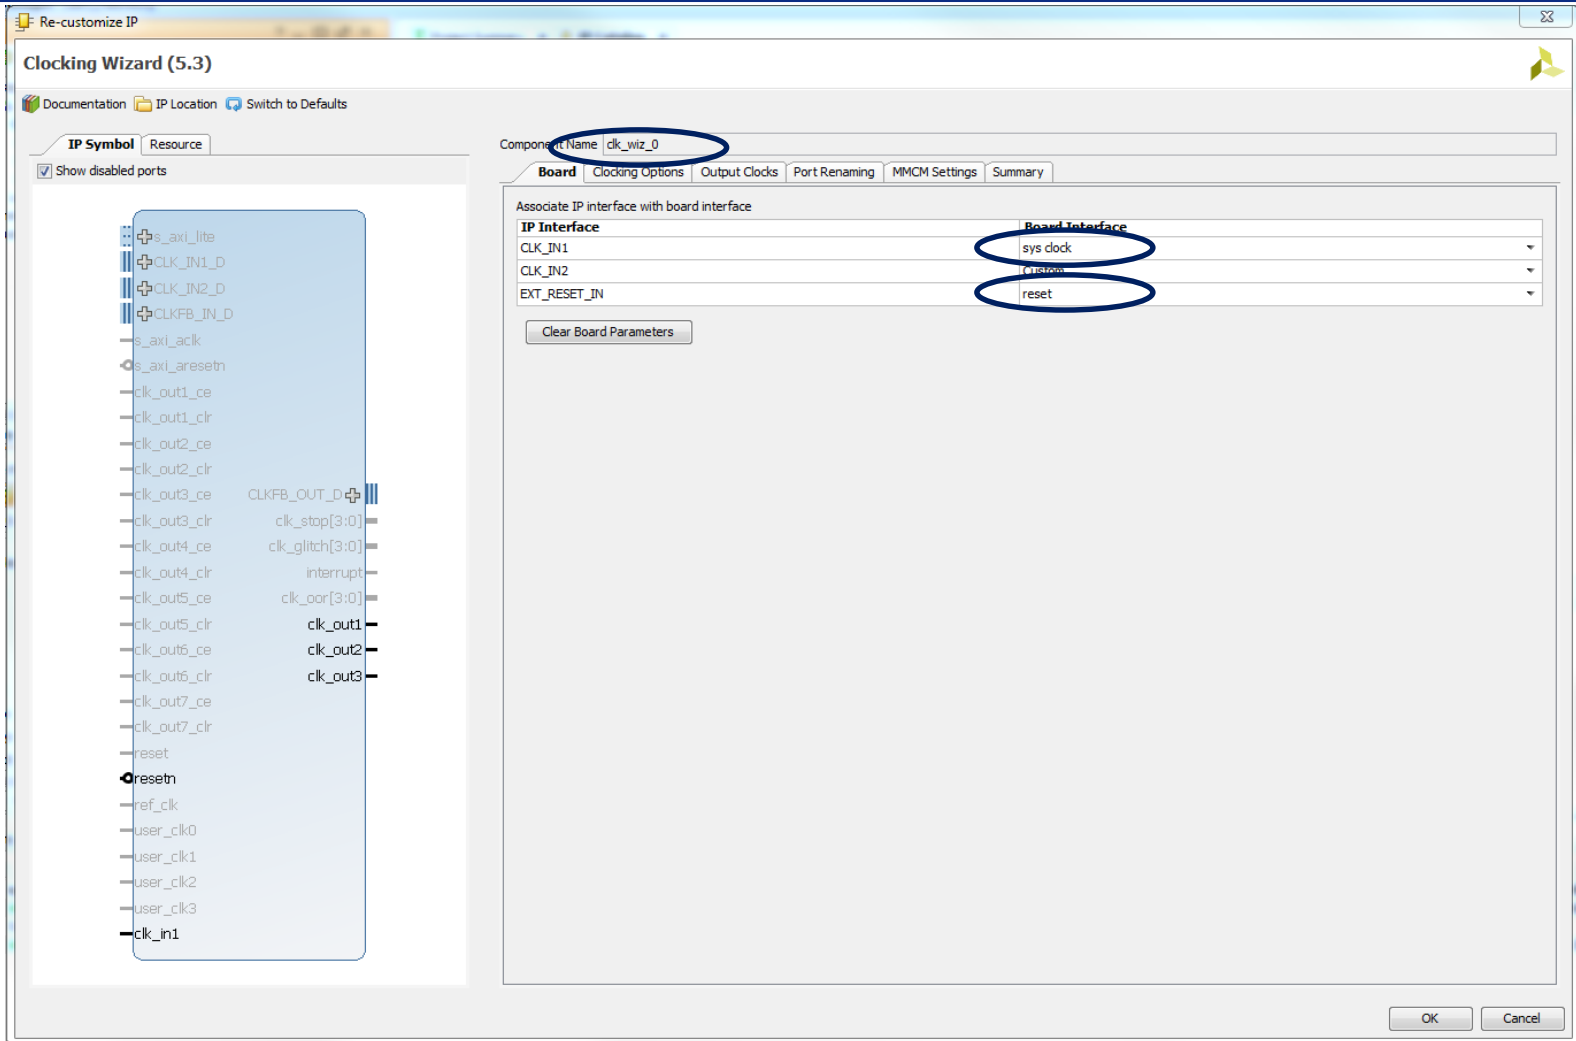 Re-customize IP
Clocking Wizard (5.3)
Documentation IP Location Switch to Defaults
IP Symbol Resource
Show disabled ports
s_axi_lite
CLK_IN1_D
CLK_IN2_D
CLKFB_IN_D
s_axi_aclk
s_axi_aresetn
clk_out1_ce
clk_out1_clr
clk_out2_ce
clk_out2_clr
clk_out3_ce CLKFB_OUT_D
clk_out3_clr clk_stop[3:0]
clk_out4_ce clk_glitch[3:0]
clk_out4_clr interrupt
clk_out5_ce clk_oor[3:0]
clk_out5_clr clk_out1
clk_out6_ce clk_out2
clk_out6_clr clk_out3
clk_out7_ce
clk_out7_clr
reset
resetn
ref_clk
user_clk0
user_clk1
user_clk2
user_clk3
clk_in1
Component Name clk_wiz_0
Board Clocking Options Output Clocks Port Renaming MMCM Settings Summary
Associate IP interface with board interface
IP Interface Board Interface
CLK_IN1 sys clock
CLK_IN2 Custom
EXT_RESET_IN reset
Clear Board Parameters
OK Cancel